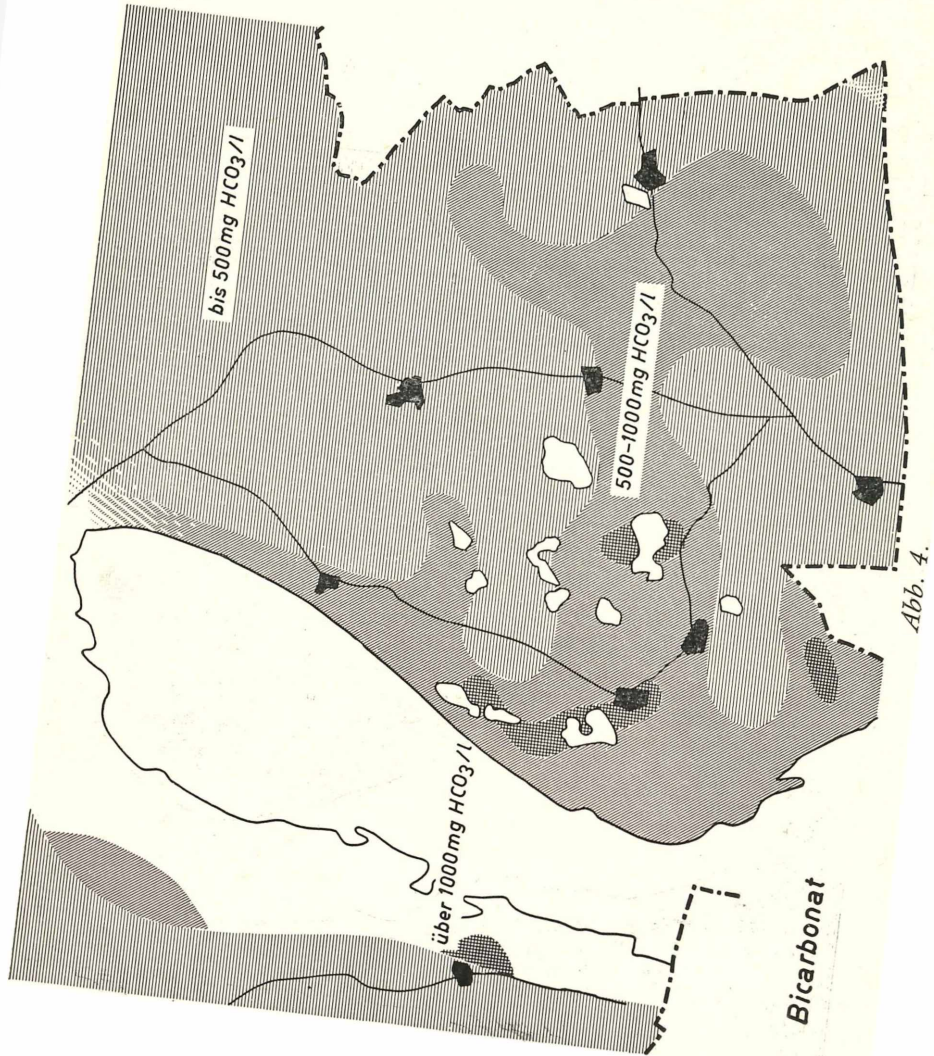 bis 500mg HCO₃/l
500-1000mg HCO₃/l
über 1000mg HCO₃/l
Bicarbonat
Abb. 4.